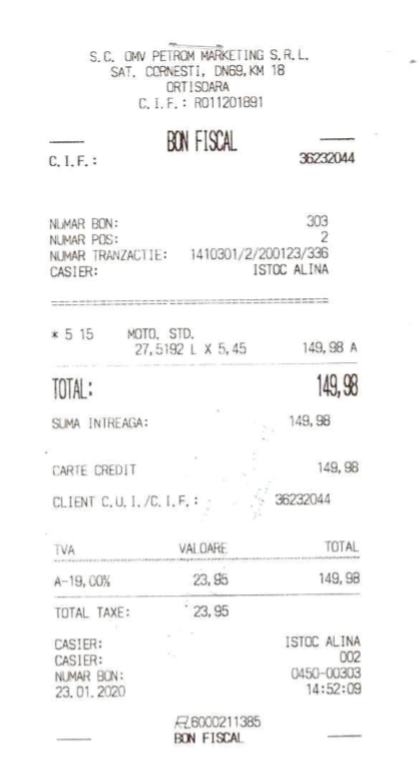 S.C. OMV PETROM MARKETING S.R.L.
SAT. CORNESTI, DN69,KM 18
ORTISOARA
C.I.F.: RO11201891
BON FISCAL
C.I.F.: 36232044
NUMAR BON: 303
NUMAR POS: 2
NUMAR TRANZACTIE: 1410301/2/200123/336
CASIER: ISTOC ALINA
* 5 15 MOTO. STD.
27,5192 L X 5,45 149,98 A
TOTAL: 149,98
SUMA INTREAGA: 149,98
CARTE CREDIT 149,98
CLIENT C.U.I./C.I.F.: 36232044
TVA VALOARE TOTAL
A-19,00% 23,95 149,98
TOTAL TAXE: 23,95
CASIER: ISTOC ALINA
CASIER: 002
NUMAR BON: 0450-00303
23.01.2020 14:52:09
6000211385
BON FISCAL